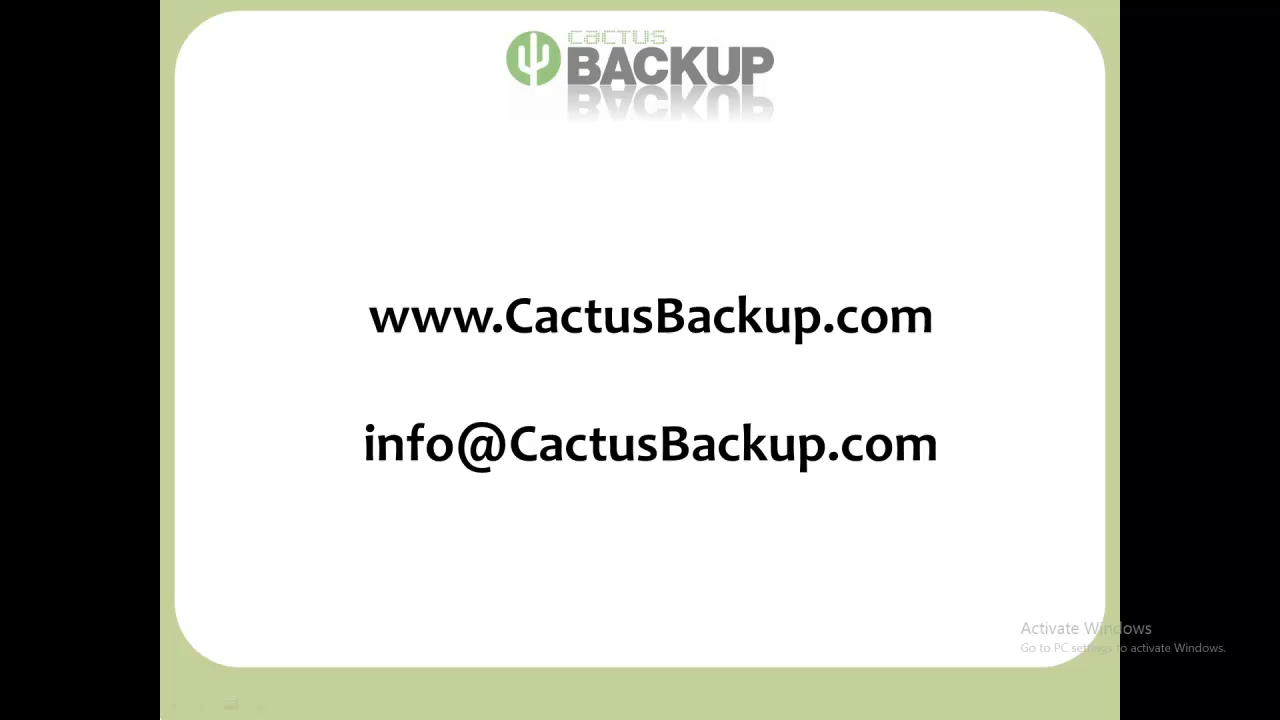 cactus
BACKUP
www.CactusBackup.com
info@CactusBackup.com
Activate Windows
Go to PC settings to activate Windows.